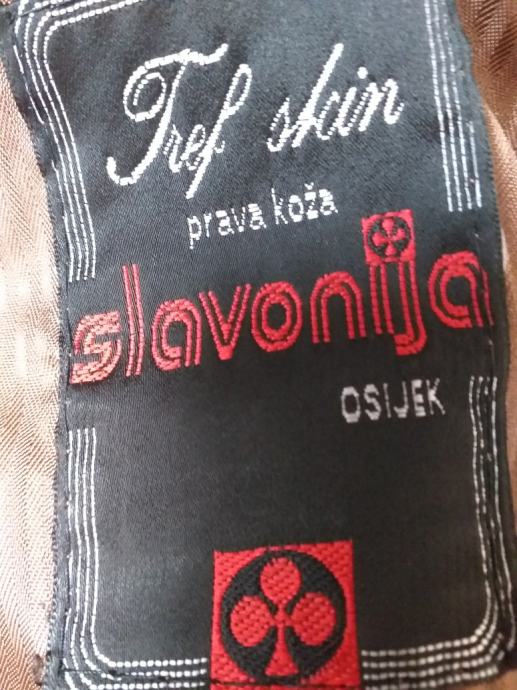 Tref skin
prava koža
slavonija
OSIJEK